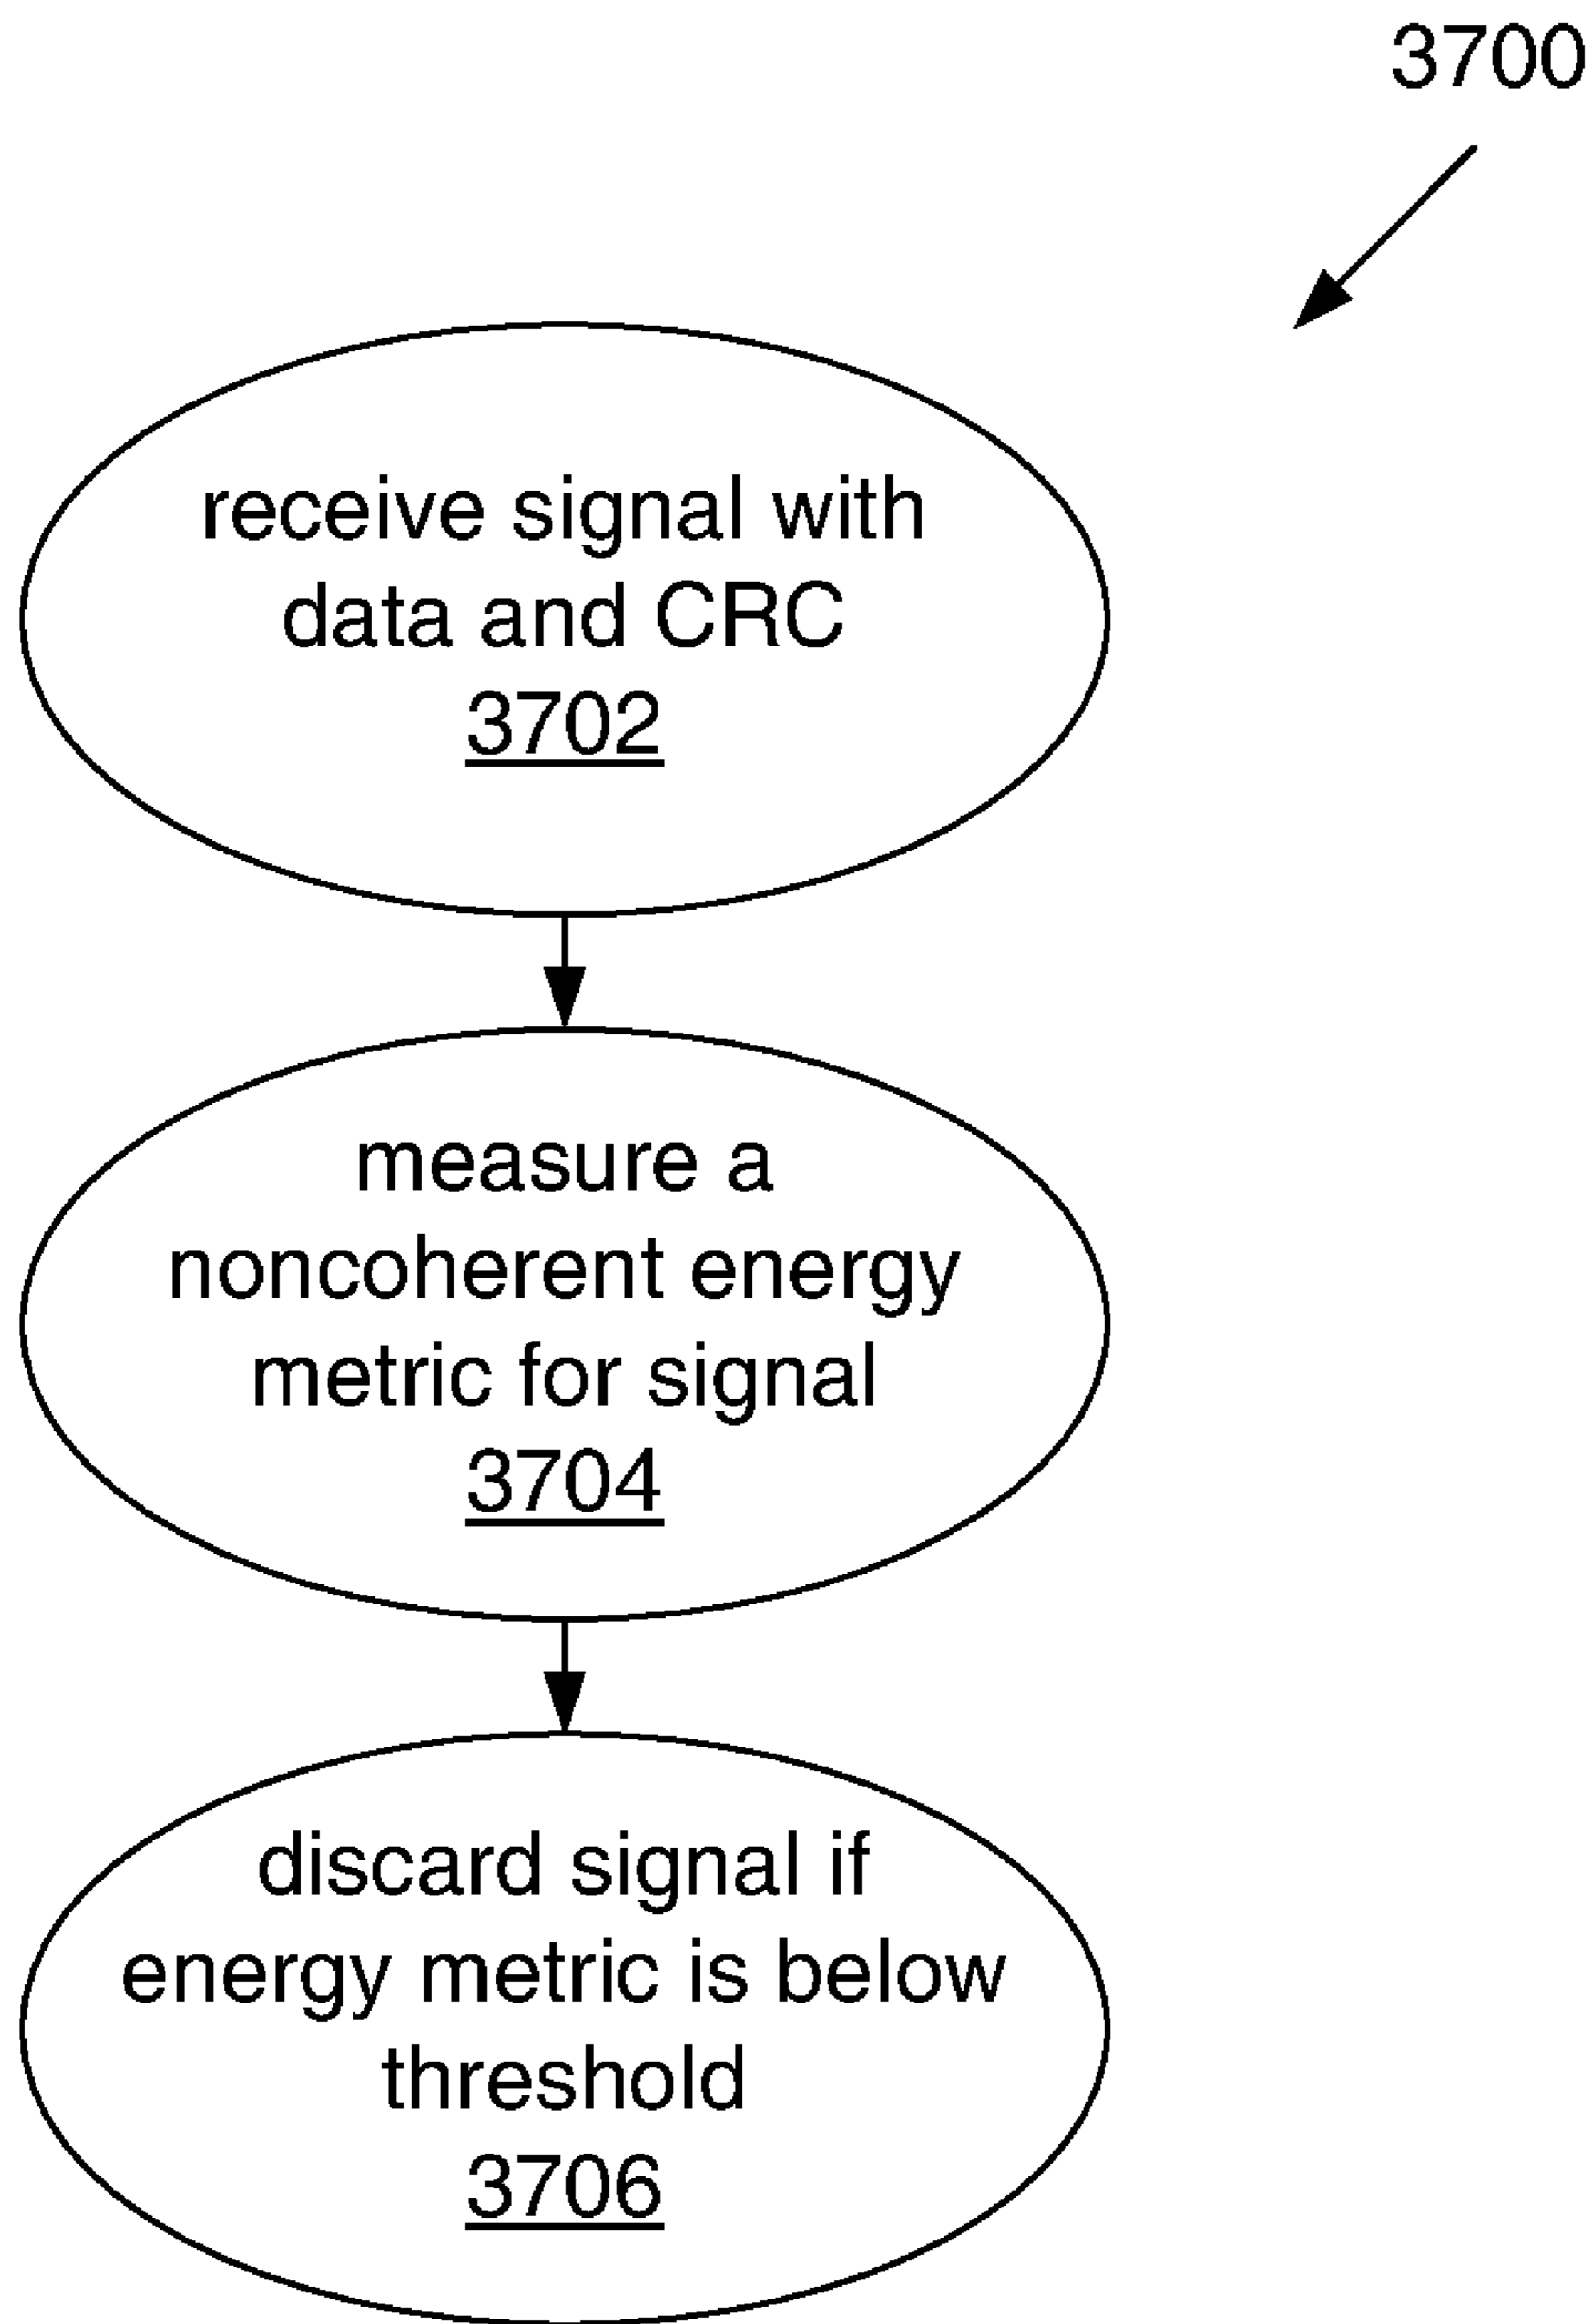 3700
receive signal with
data and CRC
3702
measure a
noncoherent energy
metric for signal
3704
discard signal if
energy metric is below
threshold
3706